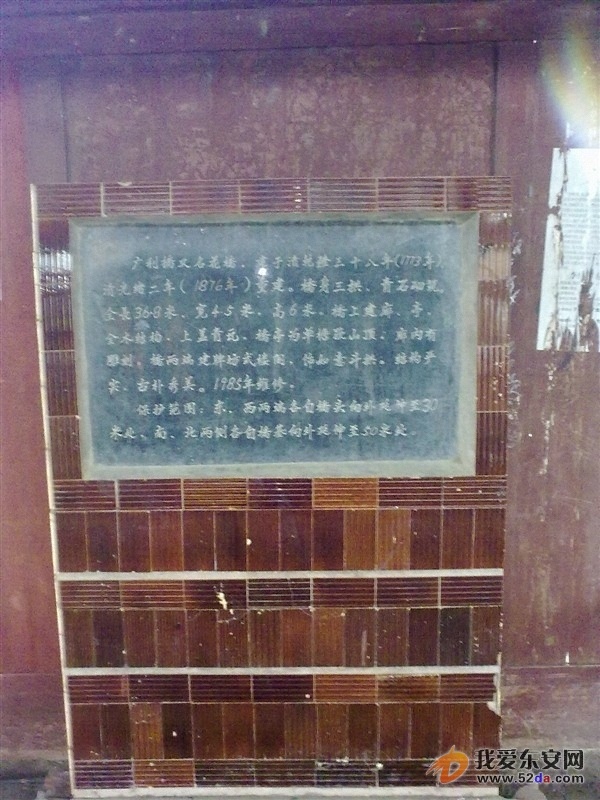 广利桥又名花桥、建于清乾隆三十八年(1773年)
清光绪二年(1876年)重建。桥身三拱、青石砌筑
全长36·8米、宽4·5米、高6米、桥上建廊、亭、
全木结构、上盖青瓦、桥亭为单檐歇山顶、廊内有
雕刻、桥两端建牌坊式楼阁、饰如意斗拱。结构牢
实、古朴秀美。1985年维修、
保护范围：东、西两端各自桥头向外延伸至30
米处、南、北两侧各自桥基向外延伸至50米处
我爱东安网
www.52da.com